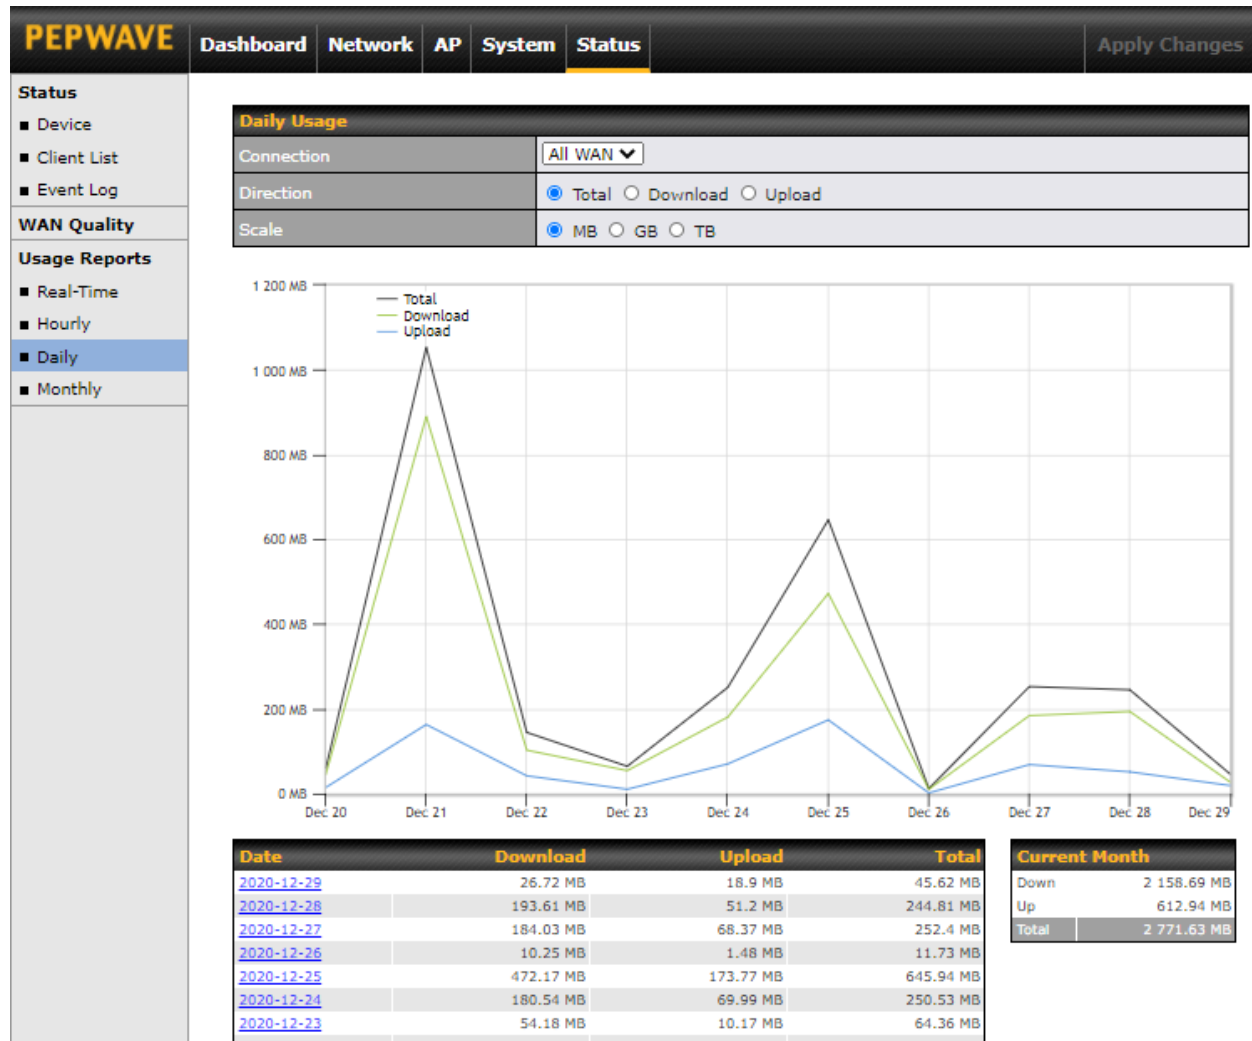 PEPWAVE
Dashboard Network AP System Status Apply Changes
Status
Device
Client List
Event Log
WAN Quality
Usage Reports
Real-Time
Hourly
Daily
Monthly
Daily Usage
Connection All WAN
Direction Total Download Upload
Scale MB GB TB
1 200 MB
1 000 MB
800 MB
600 MB
400 MB
200 MB
0 MB
Total
Download
Upload
Dec 20 Dec 21 Dec 22 Dec 23 Dec 24 Dec 25 Dec 26 Dec 27 Dec 28 Dec 29
Date Download Upload Total
2020-12-29 26.72 MB 18.9 MB 45.62 MB
2020-12-28 193.61 MB 51.2 MB 244.81 MB
2020-12-27 184.03 MB 68.37 MB 252.4 MB
2020-12-26 10.25 MB 1.48 MB 11.73 MB
2020-12-25 472.17 MB 173.77 MB 645.94 MB
2020-12-24 180.54 MB 69.99 MB 250.53 MB
2020-12-23 54.18 MB 10.17 MB 64.36 MB
Current Month
Down 2 158.69 MB
Up 612.94 MB
Total 2 771.63 MB